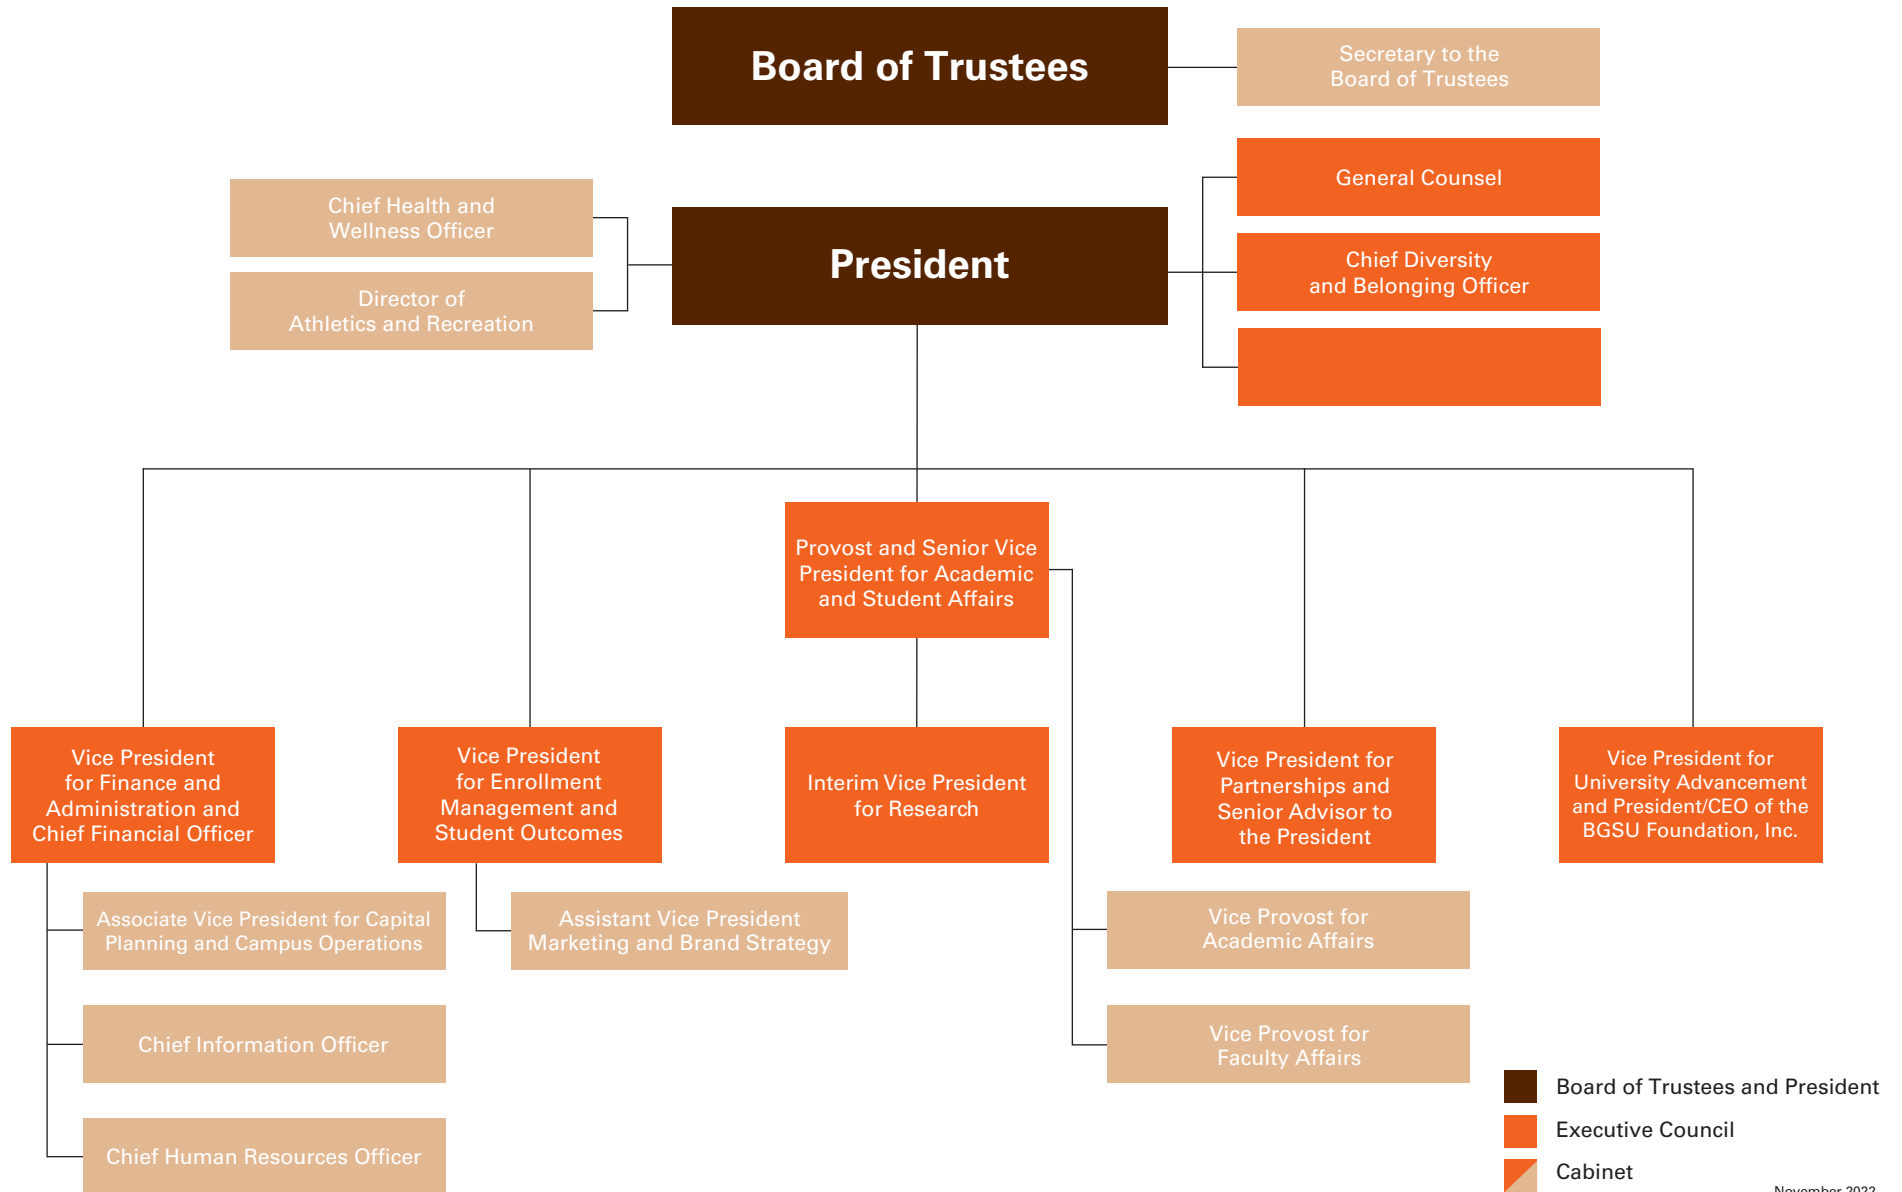 Board of Trustees
Secretary to the
Board of Trustees
General Counsel
Chief Health and
Wellness Officer
President
Chief Diversity
and Belonging Officer
Director of
Athletics and Recreation
Provost and Senior Vice
President for Academic
and Student Affairs
Vice President
for Finance and
Administration and
Chief Financial Officer
Vice President
for Enrollment
Management and
Student Outcomes
Interim Vice President
for Research
Vice President for
Partnerships and
Senior Advisor to
the President
Vice President for
University Advancement
and President/CEO of the
BGSU Foundation, Inc.
Associate Vice President for Capital
Planning and Campus Operations
Assistant Vice President
Marketing and Brand Strategy
Vice Provost for
Academic Affairs
Chief Information Officer
Vice Provost for
Faculty Affairs
Chief Human Resources Officer
Board of Trustees and President
Executive Council
Cabinet
November 2022